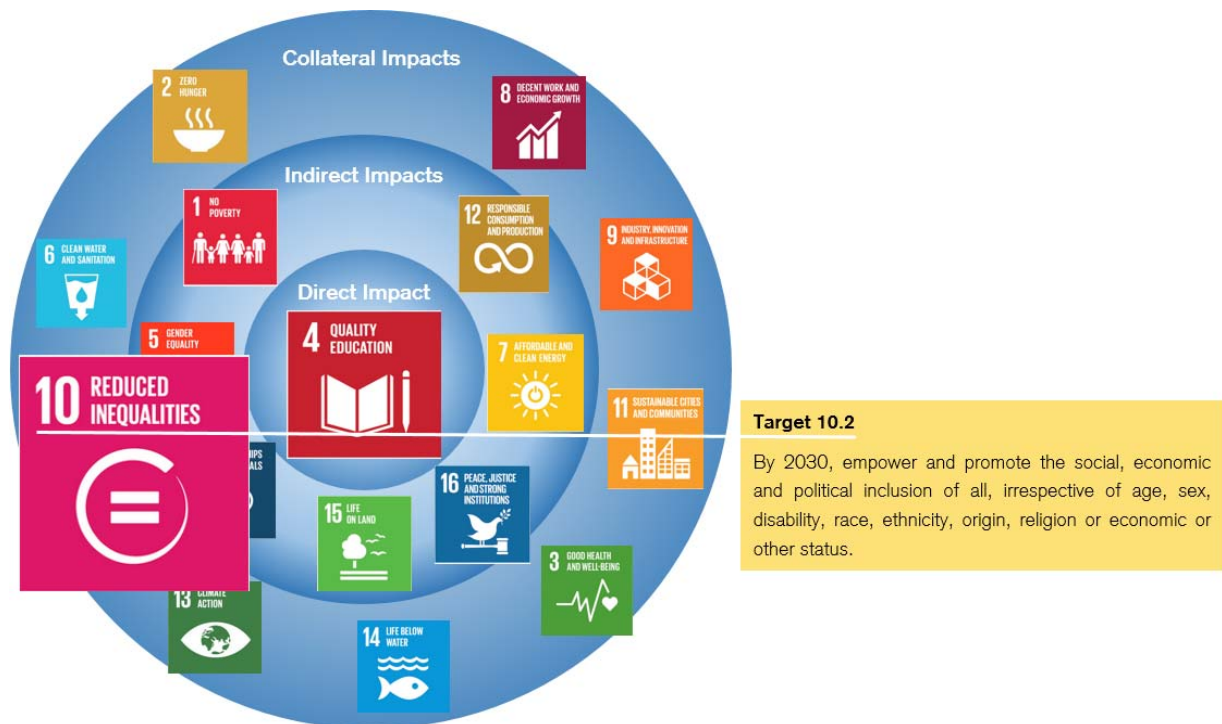 Collateral Impacts
2 ZERO
HUNGER
8 DECENT WORK AND
ECONOMIC GROWTH
Indirect Impacts
1 NO
POVERTY
12 RESPONSIBLE
CONSUMPTION
AND PRODUCTION
9 INDUSTRY, INNOVATION
AND INFRASTRUCTURE
6 CLEAN WATER
AND SANITATION
Direct Impact
4 QUALITY
EDUCATION
5 GENDER
EQUALITY
7 AFFORDABLE AND
CLEAN ENERGY
10 REDUCED
INEQUALITIES
11 SUSTAINABLE CITIES
AND COMMUNITIES
Target 10.2
By 2030, empower and promote the social, economic
and political inclusion of all, irrespective of age, sex,
disability, race, ethnicity, origin, religion or economic or
other status.
16 PEACE, JUSTICE
AND STRONG
INSTITUTIONS
15 LIFE
ON LAND
3 GOOD HEALTH
AND WELL-BEING
13 CLIMATE
ACTION
14 LIFE BELOW
WATER